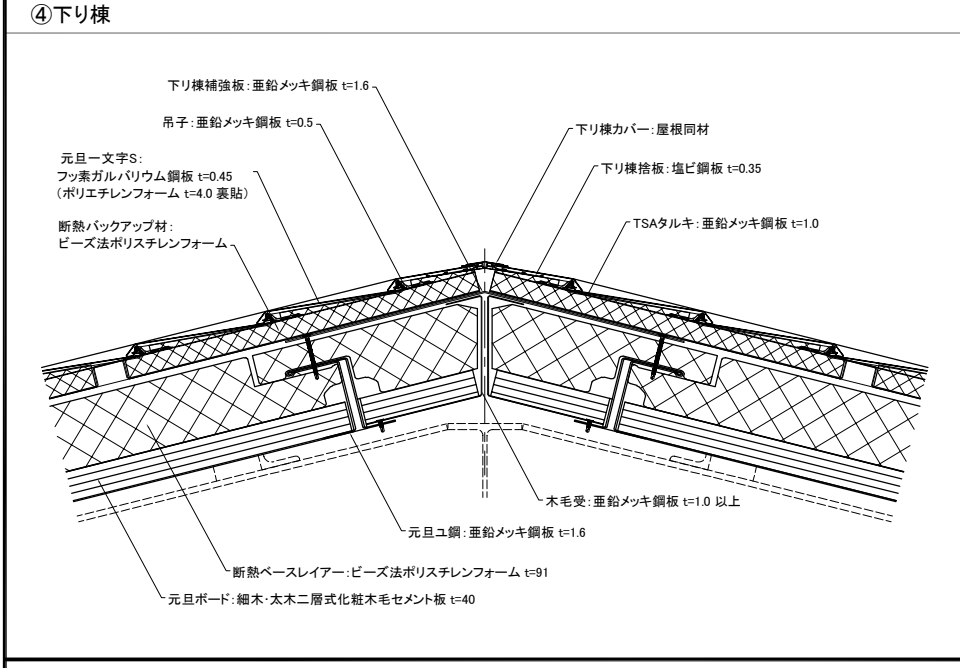 ④下り棟
下り棟補強板：亜鉛メッキ鋼板 t=1.6
吊子：亜鉛メッキ鋼板 t=0.5
元旦一文字S：
フッ素ガルバリウム鋼板 t=0.45
（ポリエチレンフォーム t=4.0 裏貼）
断熱バックアップ材：
ビーズ法ポリスチレンフォーム
下り棟カバー：屋根同材
下り棟捨板：塩ビ鋼板 t=0.35
TSAタルキ：亜鉛メッキ鋼板 t=1.0
木毛受：亜鉛メッキ鋼板 t=1.0 以上
元旦ユ鋼：亜鉛メッキ鋼板 t=1.6
断熱ベースレイアー：ビーズ法ポリスチレンフォーム t=91
元旦ボード：細木・太木二層式化粧木毛セメント板 t=40